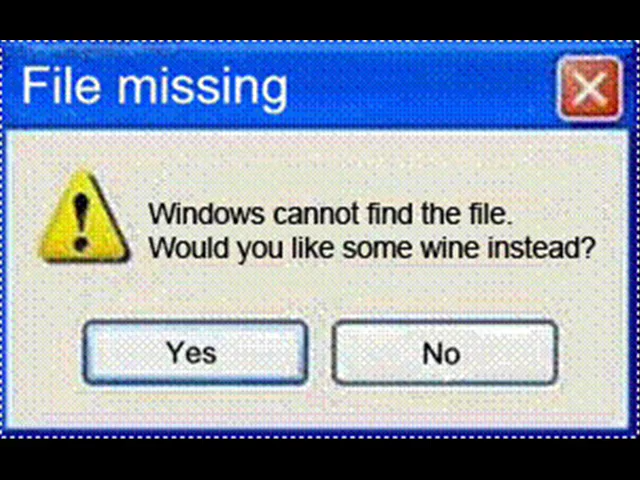 File missing
Windows cannot find the file.
Would you like some wine instead?
Yes
No